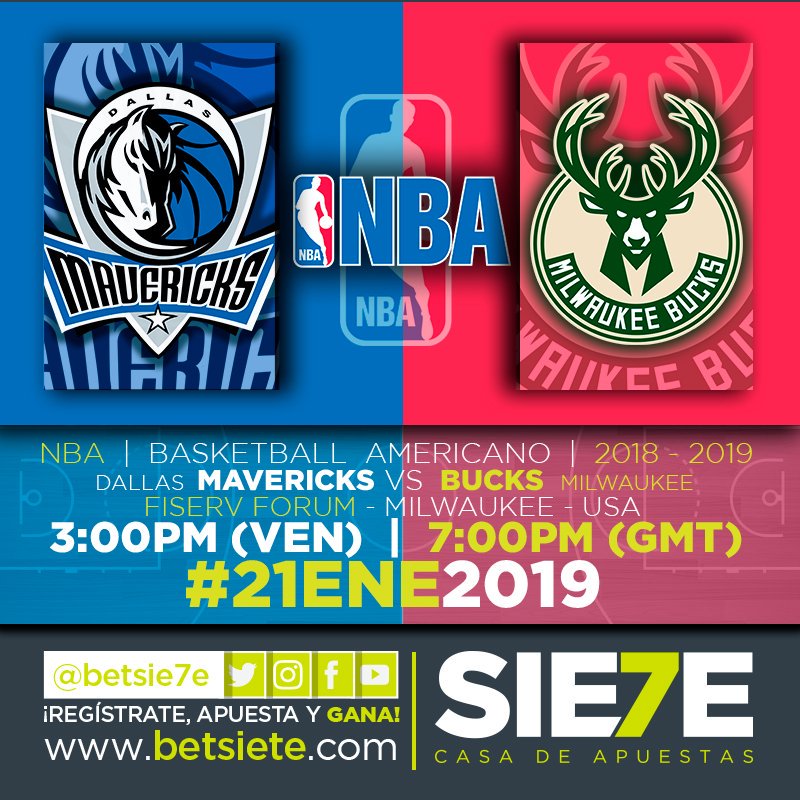 DALLAS
MAVERICKS
NBA
NBA
NBA
MILWAUKEE BUCKS
NBA | BASKETBALL AMERICANO | 2018 - 2019
DALLAS MAVERICKS VS BUCKS MILWAUKEE
FISERV FORUM - MILWAUKEE - USA
3:00PM (VEN) | 7:00PM (GMT)
#21ENE2019
@betsie7e
¡REGÍSTRATE, APUESTA Y GANA!
www.betsiete.com
SIE7E
CASA DE APUESTAS